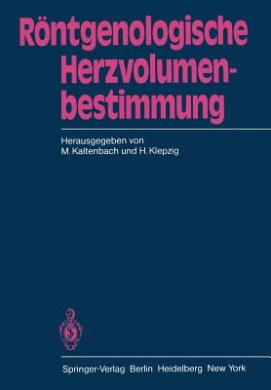 Röntgenologische
Herzvolumen-
bestimmung
Herausgegeben von
M. Kaltenbach und H. Klepzig
Springer-Verlag Berlin Heidelberg New York